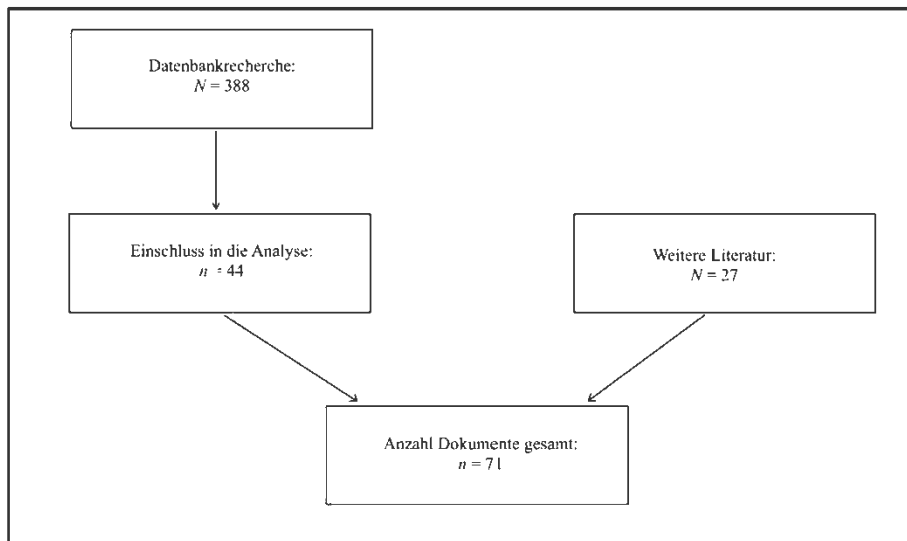 Datenbankrecherche:
N = 388
Einschluss in die Analyse:
n = 44
Weitere Literatur:
N = 27
Anzahl Dokumente gesamt:
n = 71